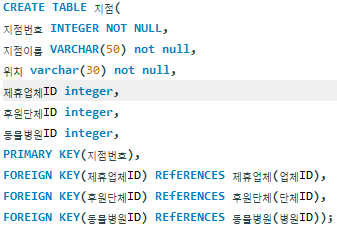 CREATE TABLE 지점(
지점번호 INTEGER NOT NULL,
지점이름 VARCHAR(50) not null,
위치 varchar(30) not null,
제휴업체ID integer,
후원단체ID integer,
동물병원ID integer,
PRIMARY KEY(지점번호),
FOREIGN KEY(제휴업체ID) REfERENCES 제휴업체(업체ID),
FOREIGN KEY(후원단체ID) REfERENCES 후원단체(단체ID),
FOREIGN KEY(동물병원ID) REfERENCES 동물병원(병원ID));